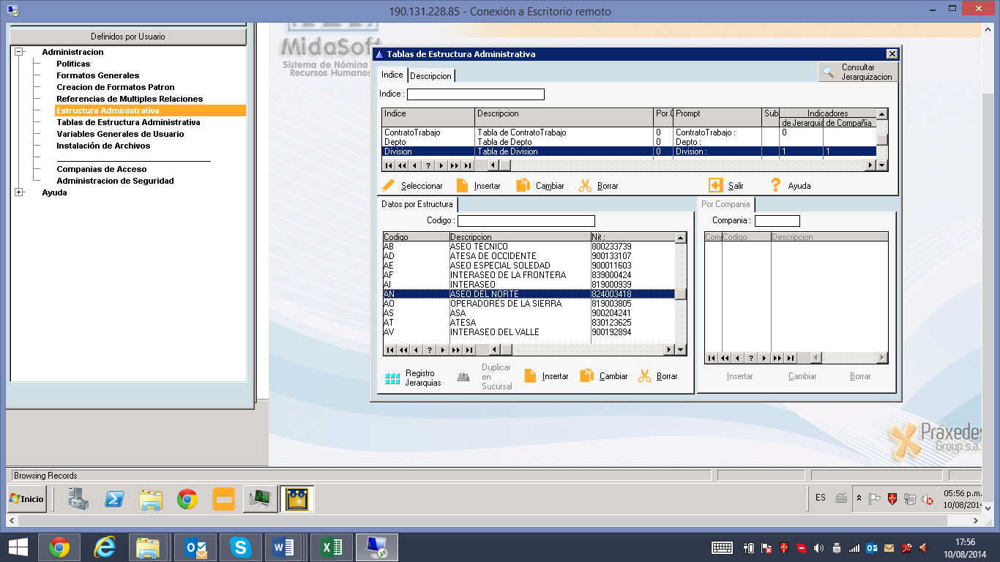 190.131.228.85 - Conexión a Escritorio remoto
Definidos por Usuario
Administracion
Politicas
Formatos Generales
Creacion de Formatos Patron
Referencias de Multiples Relaciones
Estructura Administrativa
Tablas de Estructura Administrativa
Variables Generales de Usuario
Instalación de Archivos
Companias de Acceso
Administracion de Seguridad
Ayuda
MidaSoft
Sistema de Nómina
Recursos Humanos
Tablas de Estructura Administrativa
Indice Descripcion
Consultar Jerarquizacion
Indice :
Indice Descripcion Por C Prompt Sub Indicadores
de Jerarquia de Compañia
ContratoTrabajo Tabla de ContratoTrabajo 0 ContratoTrabajo : 0
Depto Tabla de Depto 0 Depto :
Division Tabla de Division 0 Division : 1 1
Seleccionar Insertar Cambiar Borrar Salir Ayuda
Datos por Estructura
Codigo :
Codigo Descripcion Nit :
AB ASEO TECNICO 800233739
AD ATESA DE OCCIDENTE 900133107
AE ASEO ESPECIAL SOLEDAD 900011603
AF INTERASEO DE LA FRONTERA 839000424
AI INTERASEO 819000939
AN ASEO DEL NORTE 824003418
AO OPERADORES DE LA SIERRA 819003805
AS ASA 900204241
AT ATESA 830123625
AV INTERASEO DEL VALLE 900192894
Registro Jerarquias
Duplicar en Sucursal
Insertar Cambiar Borrar
Por Compania
Compania :
Com Codigo Descripcion
Insertar Cambiar Borrar
Práxedes
Group s.a.s
Browsing Records
Inicio
ES
05:56 p.m.
10/08/2014
17:56
10/08/2014